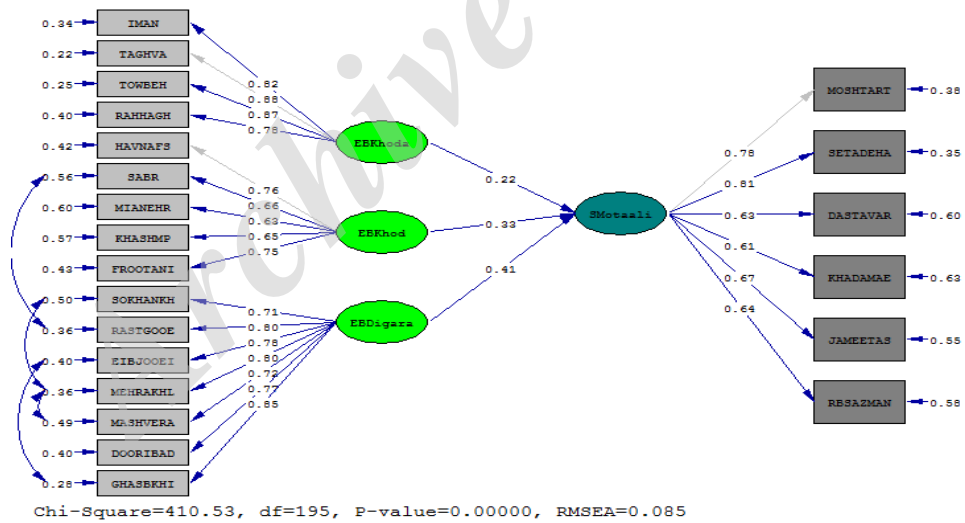 0.34 IMAN
0.22 TAGHVA
0.25 TOWBEH
0.40 RAHHAGH
0.42 HAVNAFS
0.56 SABR
0.60 MIANEHR
0.57 KHASHMP
0.43 FROOTANI
0.50 SOKHANKH
0.36 RASTGOOE
0.40 EIBJOOEI
0.36 MEHRAKHL
0.49 MASHVERA
0.40 DOORIBAD
0.28 GHASBKHI
0.82
0.88
0.87
0.78
EBKhoda
0.76
0.66
0.63
0.65
0.75
EBKhod
0.71
0.80
0.78
0.80
0.72
0.77
0.85
EBDigara
0.22
0.33
0.41
SMotaali
0.78
0.81
0.63
0.61
0.67
0.64
MOSHTART 0.38
SETADEHA 0.35
DASTAVAR 0.60
KHADAMAE 0.63
JAMEETAS 0.55
RBSAZMAN 0.58
Archive
Chi-Square=410.53, df=195, P-value=0.00000, RMSEA=0.085